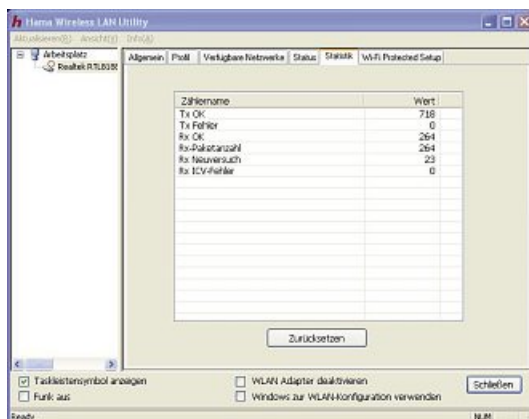 Hama Wireless LAN Utility
Aktualisieren(R) Ansicht(Y) Info(A)
Arbeitsplatz
Realtek RTL818
Allgemein Profil Verfügbare Netzwerke Status Statistik Wi-Fi Protected Setup
Zählername Wert
Tx OK 718
Tx Fehler 0
Rx OK 264
Rx-Paketanzahl 264
Rx Neuversuch 23
Rx ICV-Fehler 0
Zurücksetzen
Taskleistensymbol anzeigen
Funk aus
WLAN Adapter deaktivieren
Windows zur WLAN-Konfiguration verwenden
Schließen
Ready NUM